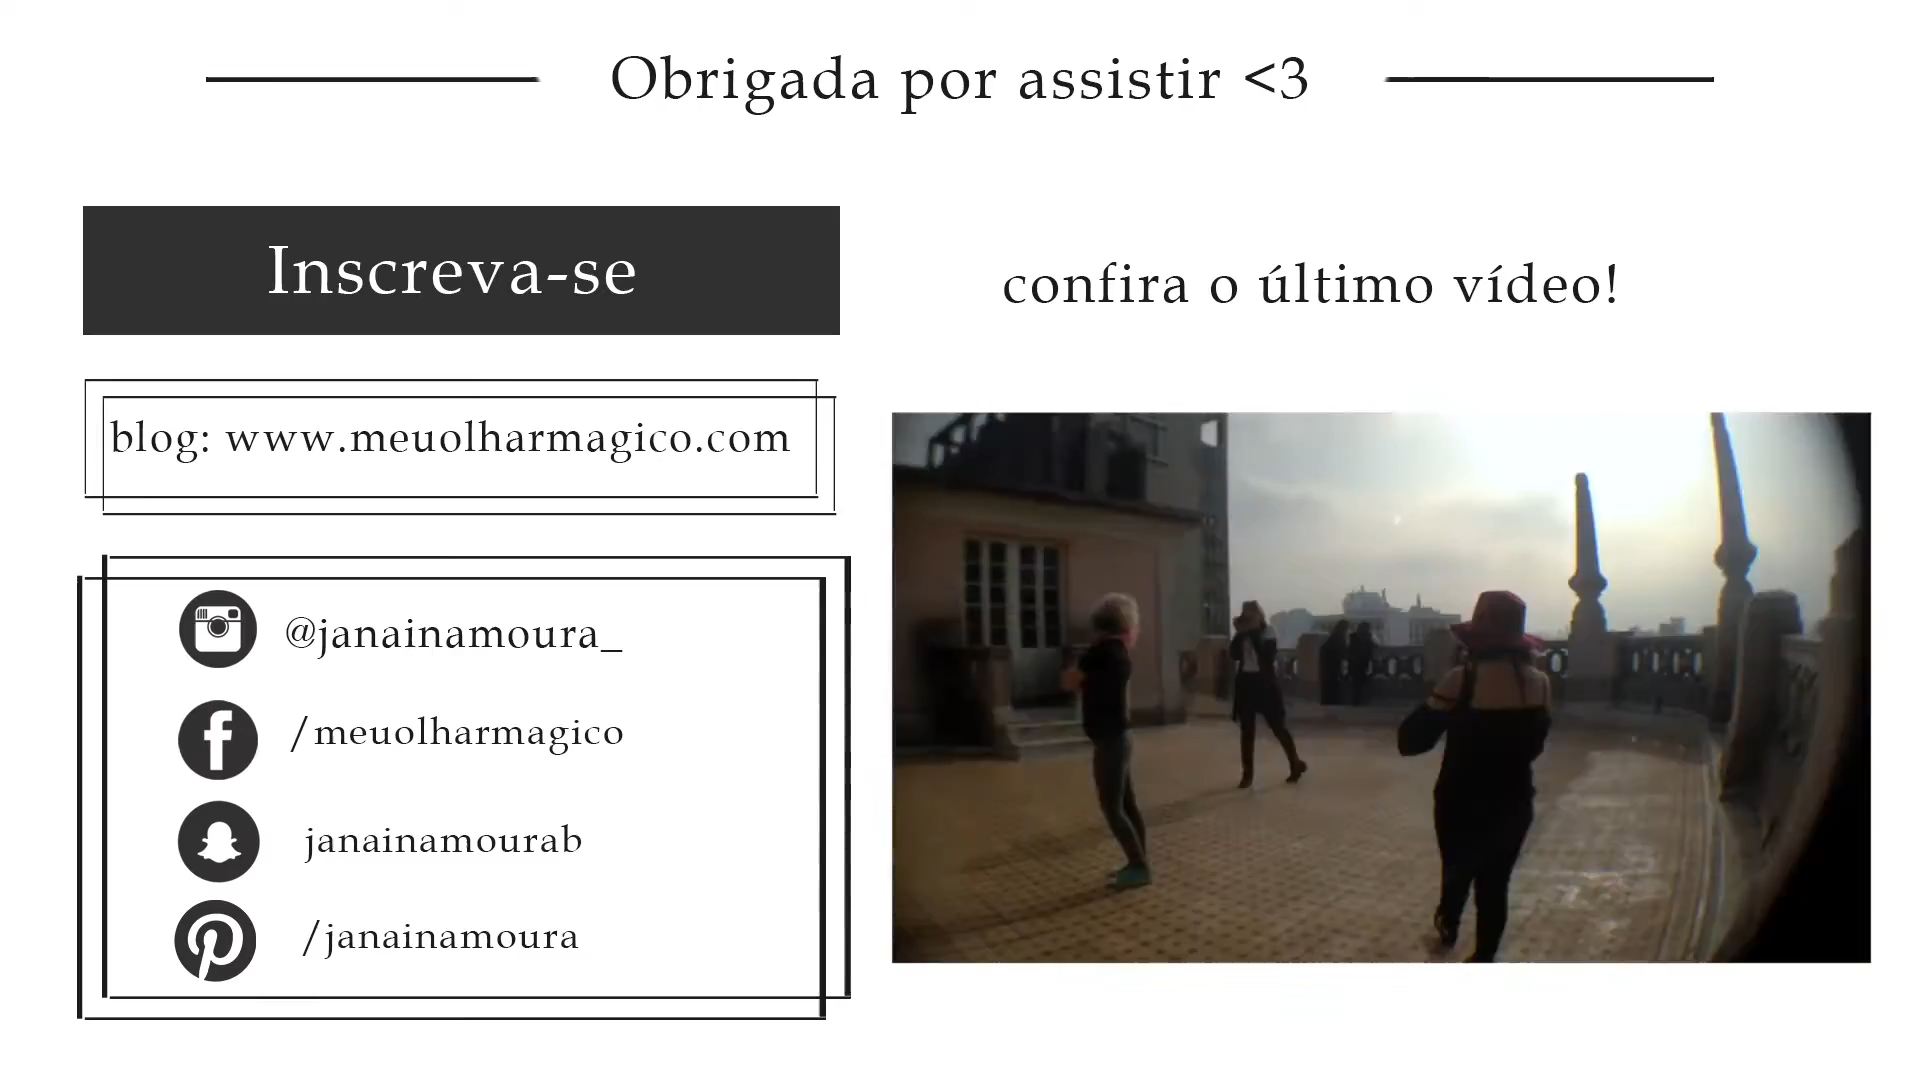 Obrigada por assistir <3
Inscreva-se
confira o último vídeo!
blog: www.meuolharmagico.com
@janainamoura_
/meuolharmagico
janainamourab
/janainamoura